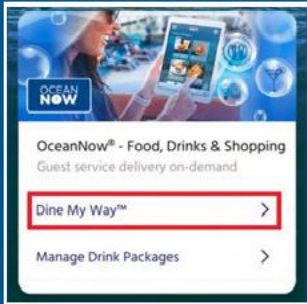 OCEAN
NOW
OceanNow® - Food, Drinks & Shopping
Guest service delivery on-demand
Dine My Way™
Manage Drink Packages